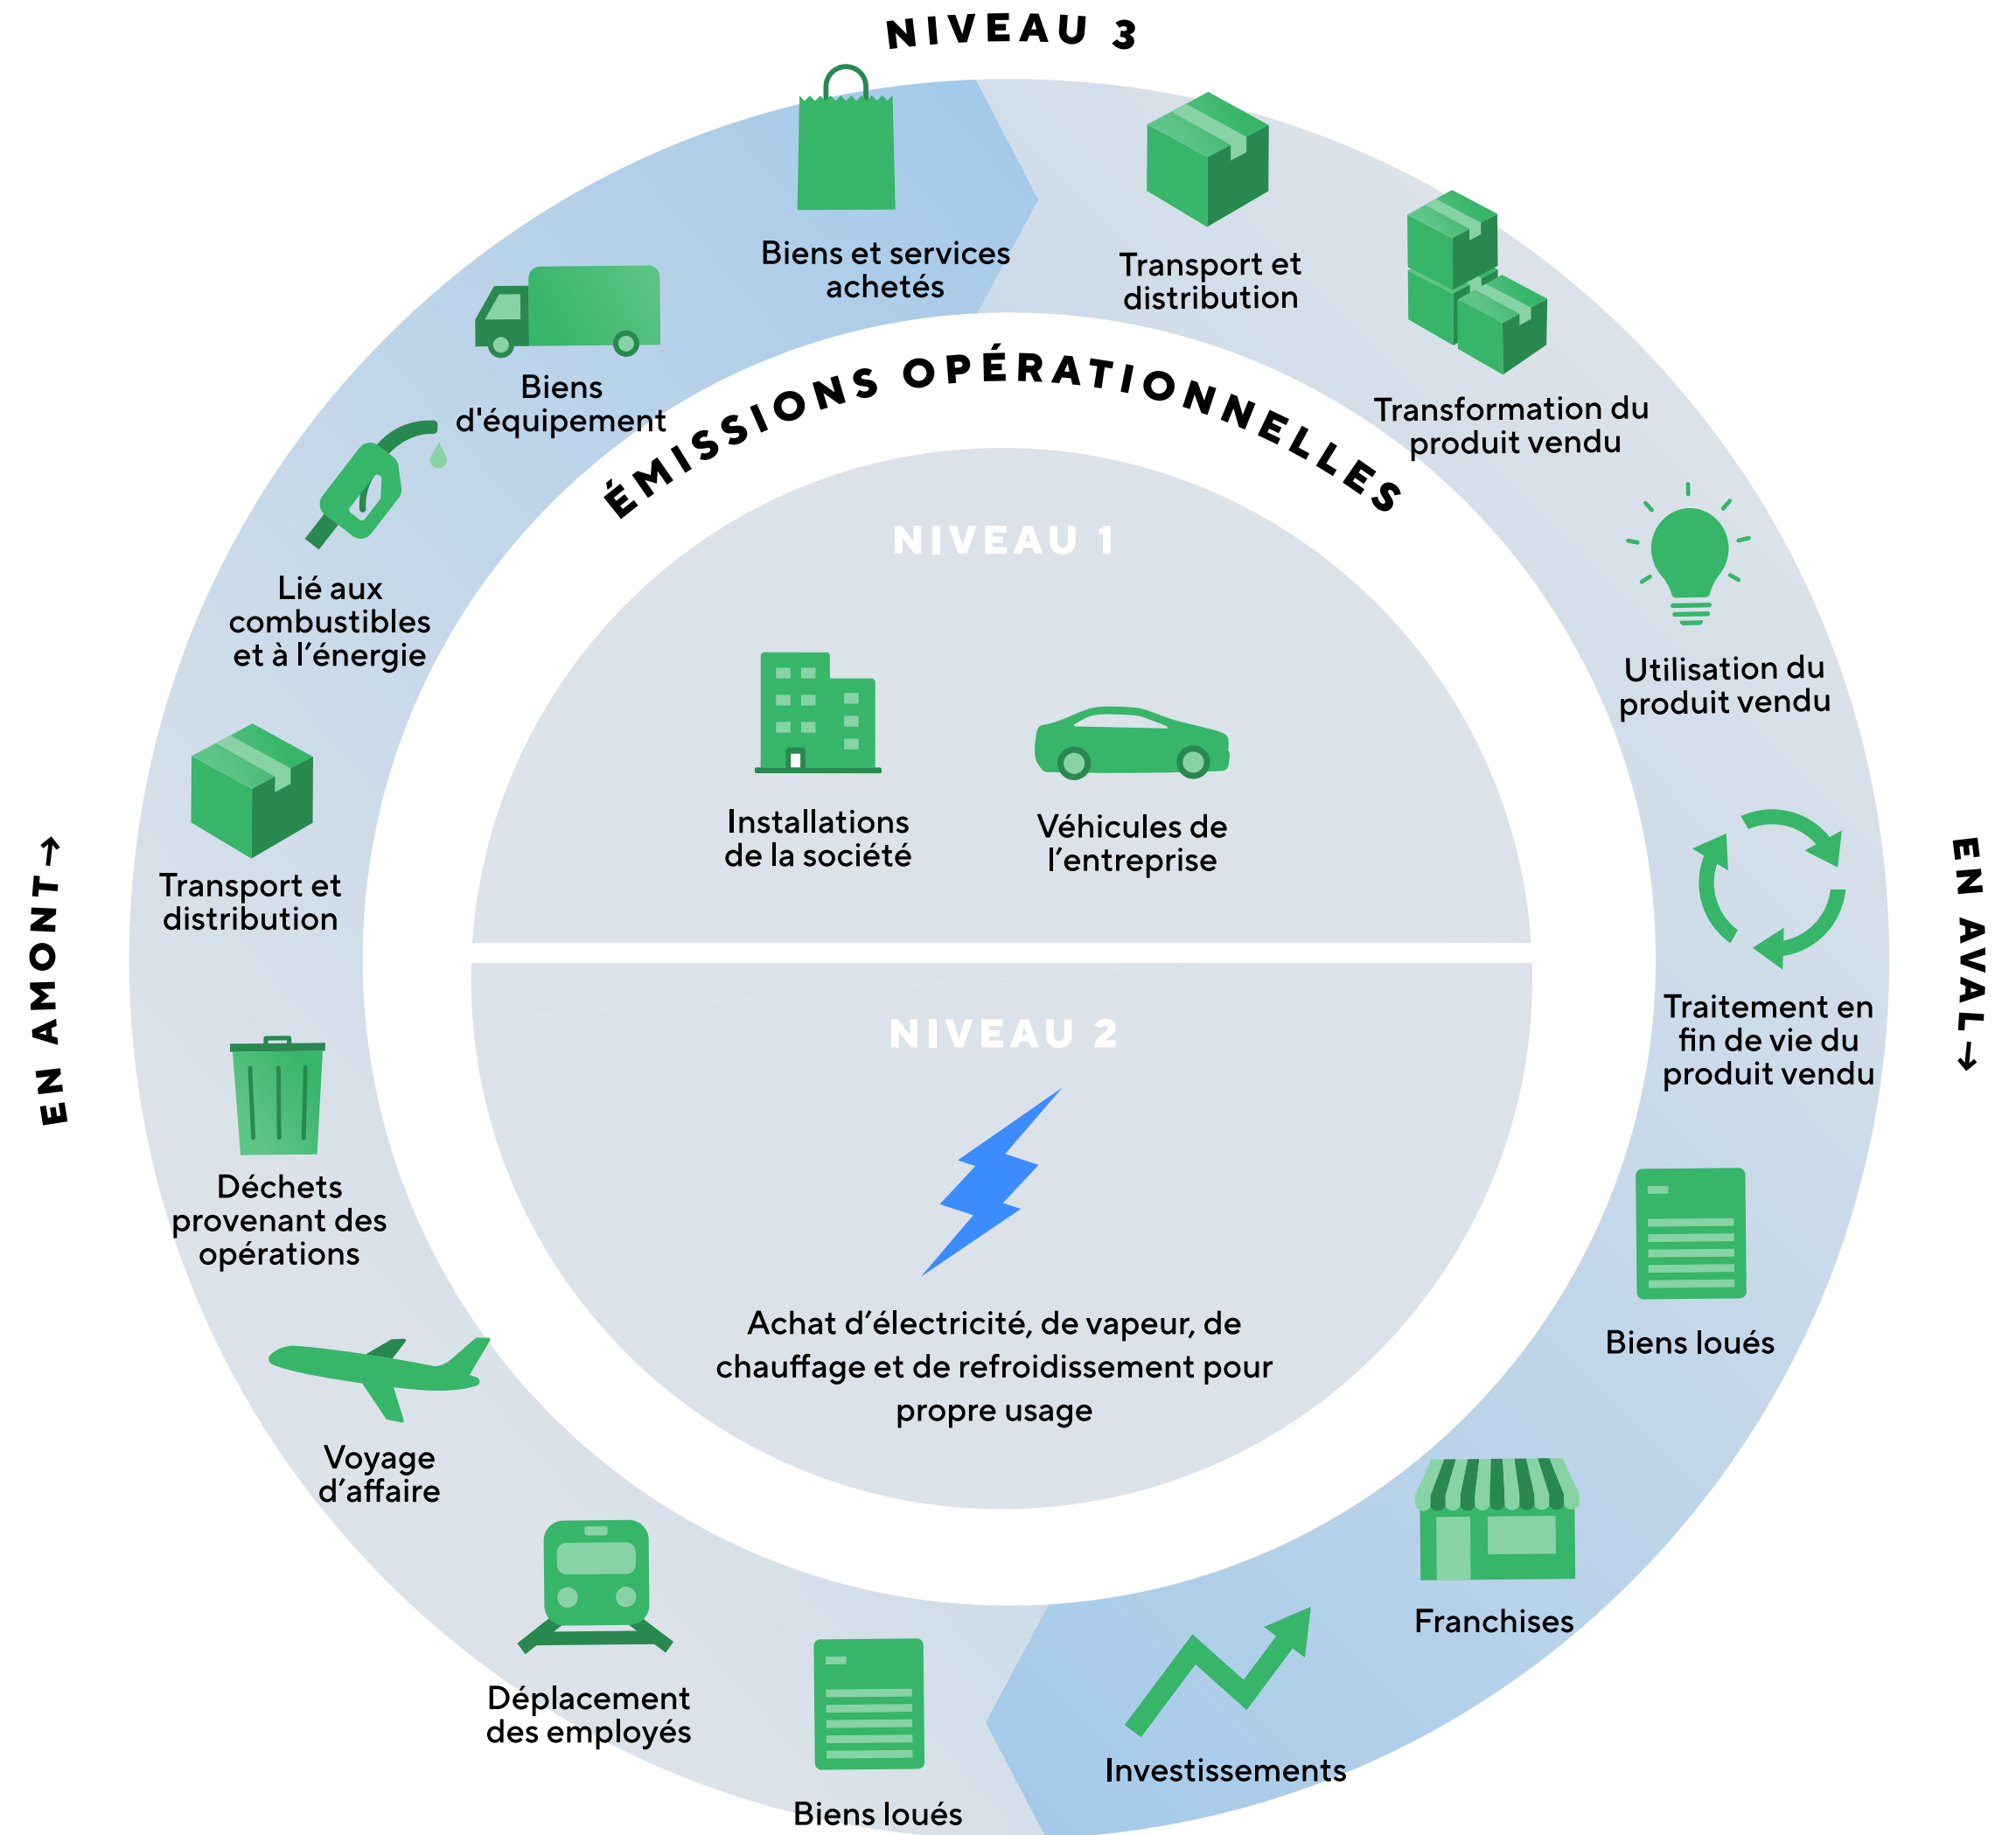 NIVEAU 3
Biens et services
achetés
Transport et
distribution
Transformation du
produit vendu
Biens
d'équipement
ÉMISSIONS OPÉRATIONNELLES
NIVEAU 1
Lié aux
combustibles
et à l’énergie
Utilisation du
produit vendu
Installations
de la société
Véhicules de
l’entreprise
Transport et
distribution
EN AMONT→
EN AVAL→
Traitement en
fin de vie du
produit vendu
NIVEAU 2
Déchets
provenant des
opérations
Achat d’électricité, de vapeur, de
chauffage et de refroidissement pour
propre usage
Biens loués
Voyage
d’affaire
Franchises
Déplacement
des employés
Investissements
Biens loués